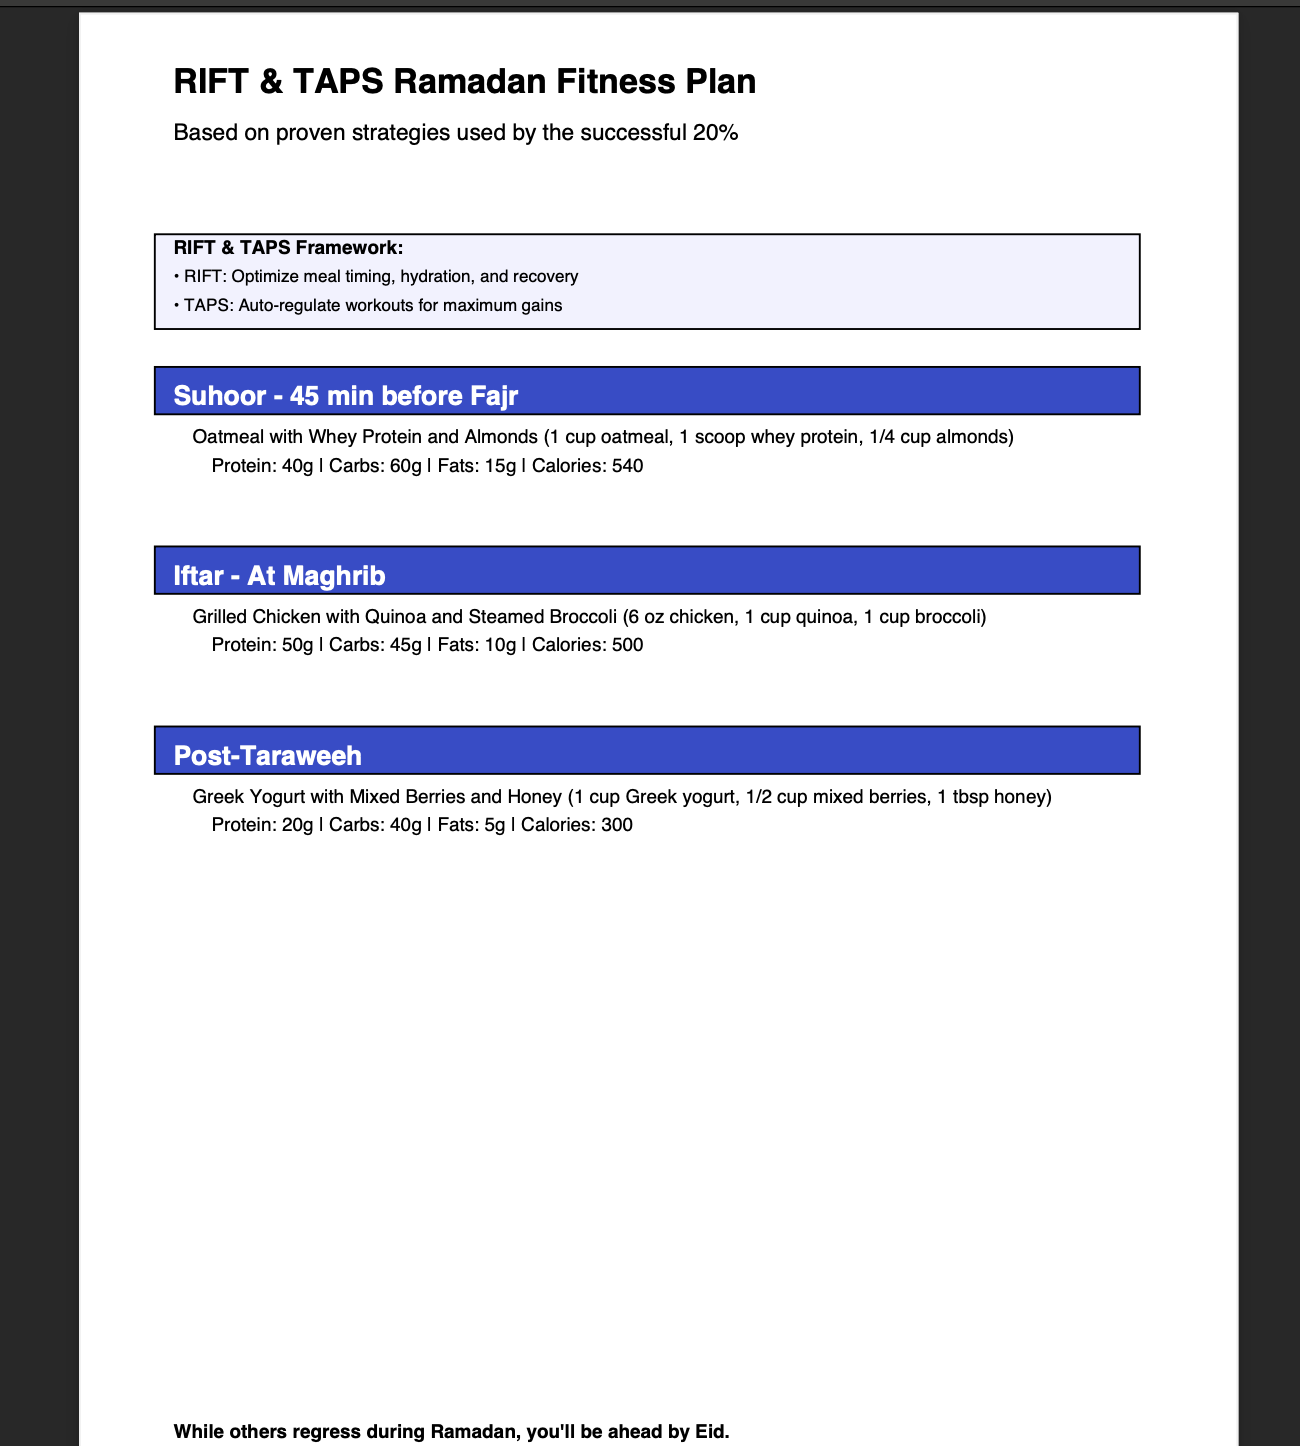 RIFT & TAPS Ramadan Fitness Plan
Based on proven strategies used by the successful 20%
RIFT & TAPS Framework:
• RIFT: Optimize meal timing, hydration, and recovery
• TAPS: Auto-regulate workouts for maximum gains
Suhoor - 45 min before Fajr
Oatmeal with Whey Protein and Almonds (1 cup oatmeal, 1 scoop whey protein, 1/4 cup almonds)
Protein: 40g | Carbs: 60g | Fats: 15g | Calories: 540
Iftar - At Maghrib
Grilled Chicken with Quinoa and Steamed Broccoli (6 oz chicken, 1 cup quinoa, 1 cup broccoli)
Protein: 50g | Carbs: 45g | Fats: 10g | Calories: 500
Post-Taraweeh
Greek Yogurt with Mixed Berries and Honey (1 cup Greek yogurt, 1/2 cup mixed berries, 1 tbsp honey)
Protein: 20g | Carbs: 40g | Fats: 5g | Calories: 300
While others regress during Ramadan, you'll be ahead by Eid.